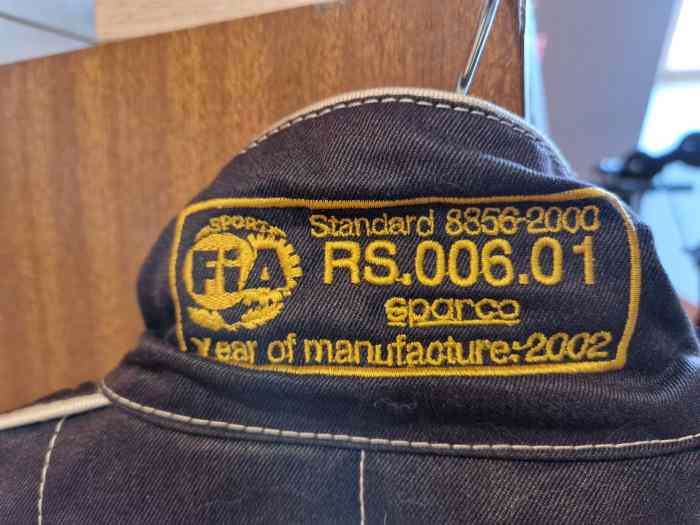 SPORT
FiA
Standard 8856-2000
RS.006.01
sparco
Year of manufacture: 2002